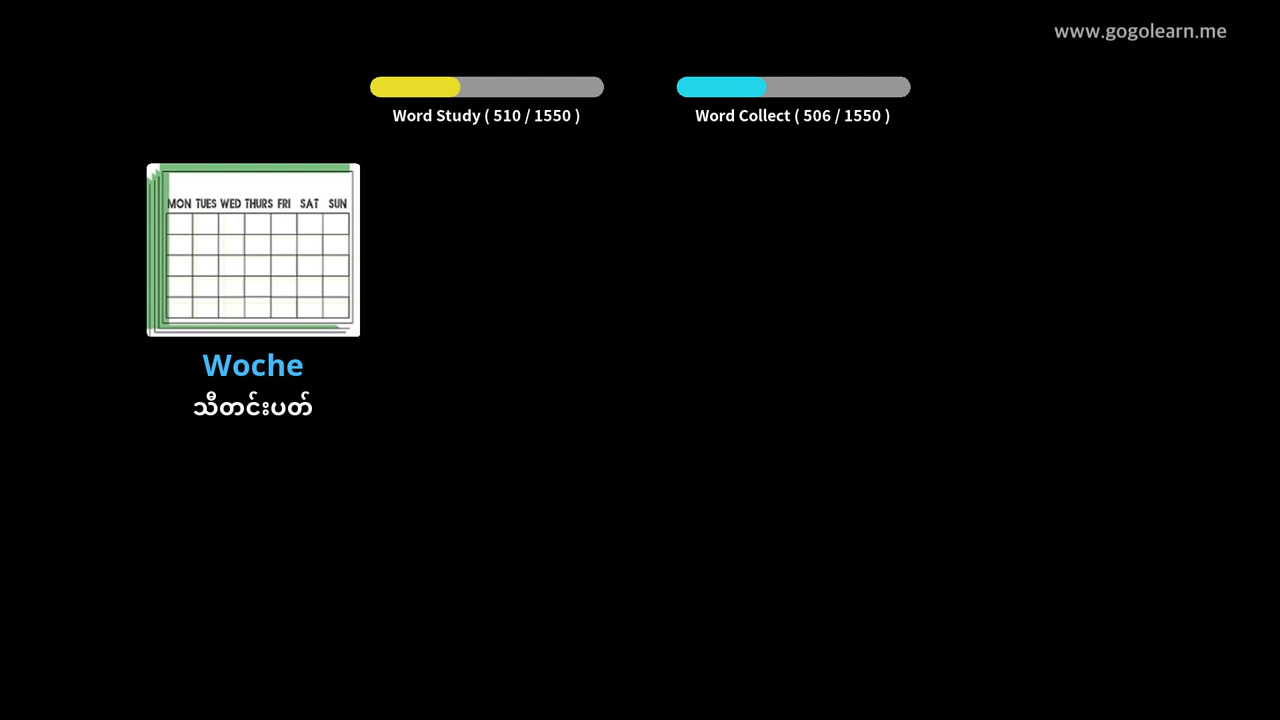 www.gogolearn.me
Word Study ( 510 / 1550 )
Word Collect ( 506 / 1550 )
MON TUES WED THURS FRI SAT SUN
Woche
သီတင်းပတ်